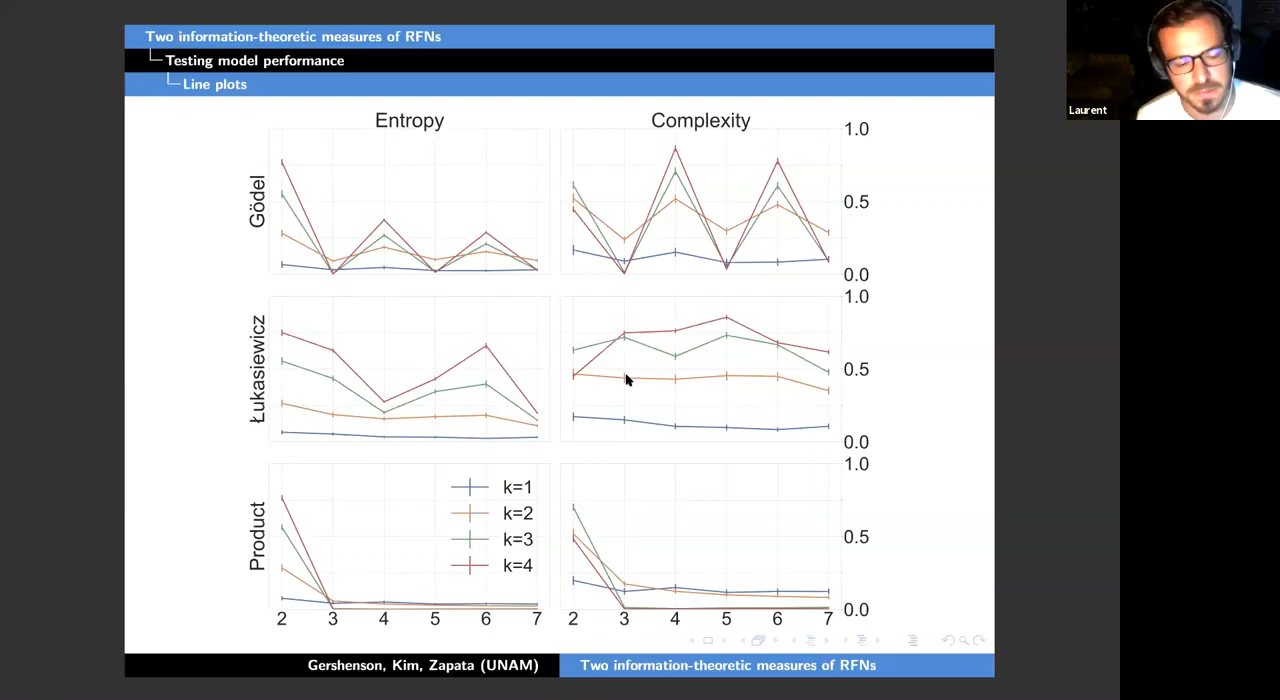 Two information-theoretic measures of RFNs
Testing model performance
Line plots
Laurent
Entropy
Complexity
Gödel
1.0
0.5
0.0
Łukasiewicz
1.0
0.5
0.0
Product
k=1
k=2
k=3
k=4
1.0
0.5
0.0
2 3 4 5 6 7
2 3 4 5 6 7
Gershenson, Kim, Zapata (UNAM)
Two information-theoretic measures of RFNs